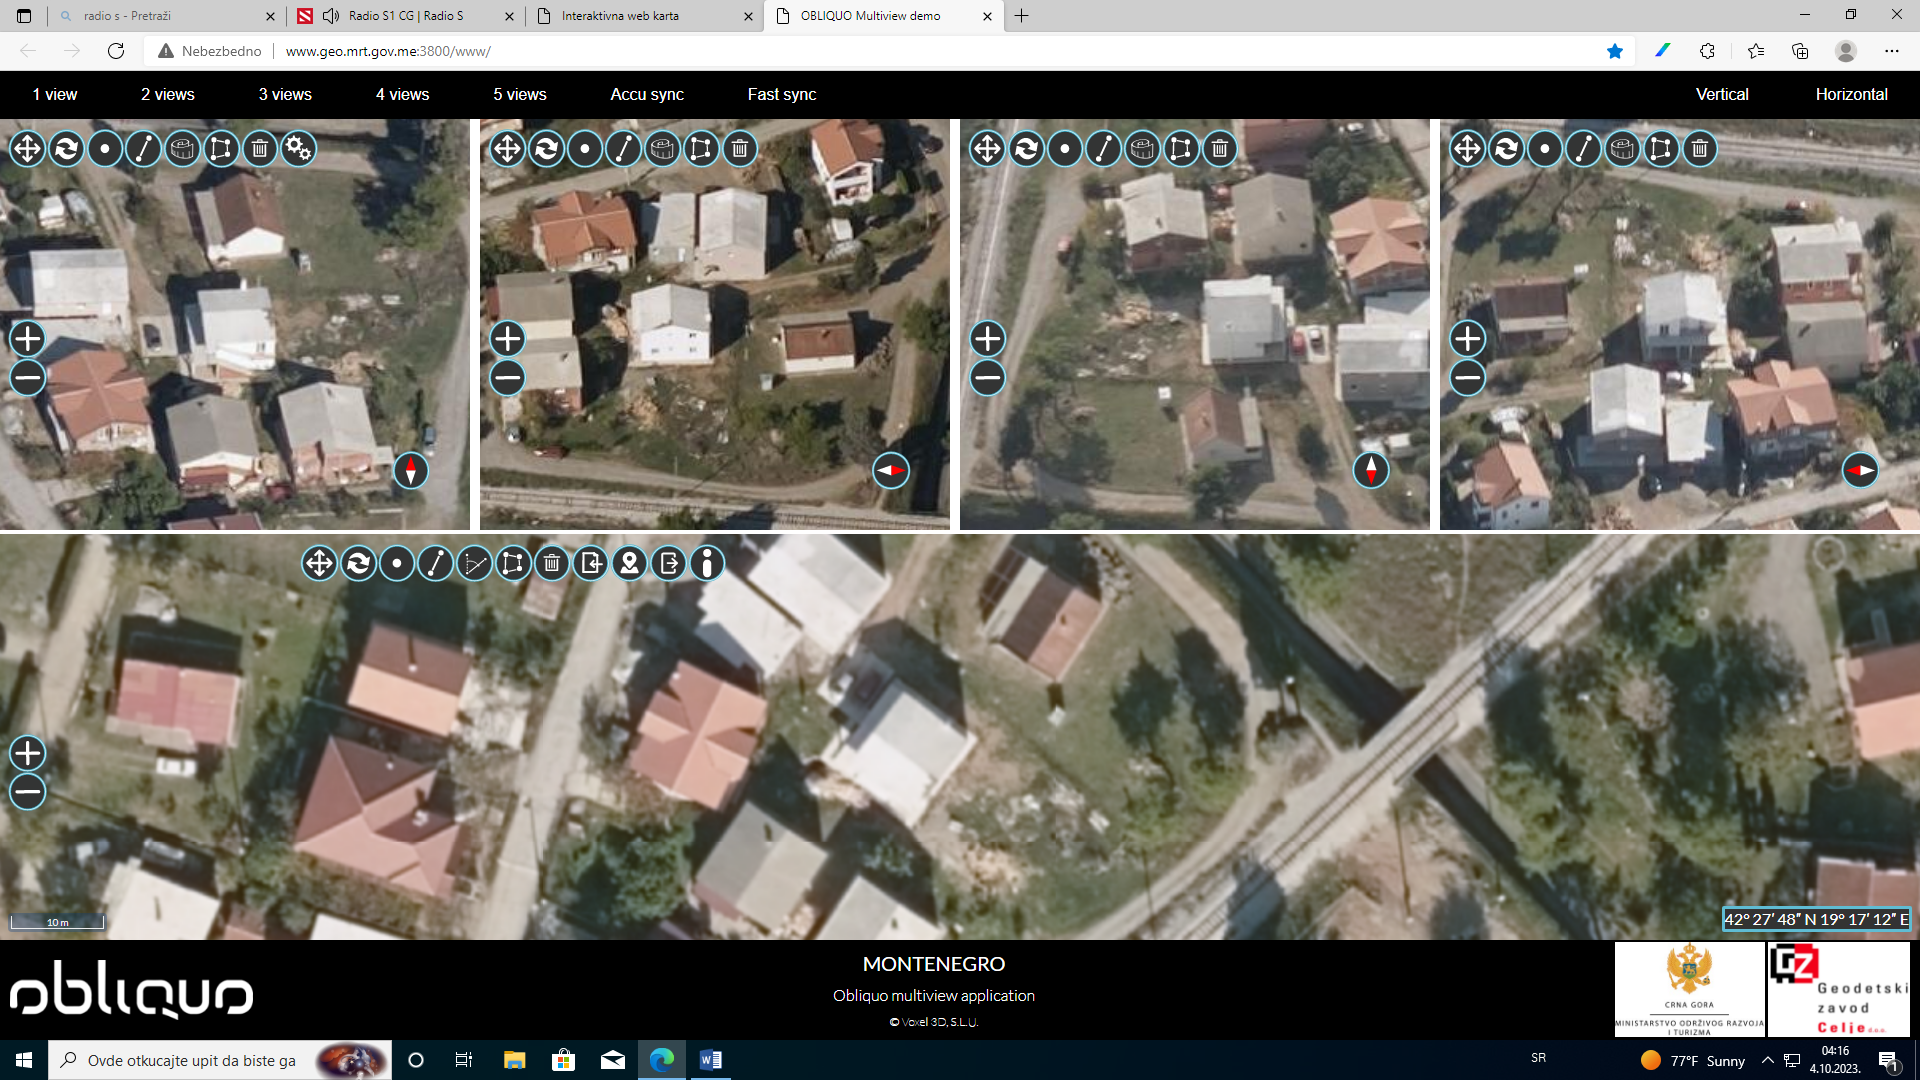 radio s - Pretraži
Radio S1 CG | Radio S
Interaktivna web karta
OBLIQUO Multiview demo
Nebezbedno
www.geo.mrt.gov.me:3800/www/
1 view
2 views
3 views
4 views
5 views
Accu sync
Fast sync
Vertical
Horizontal
10 m
42° 27′ 48″ N 19° 17′ 12″ E
obliquo
MONTENEGRO
Obliquo multiview application
© Voxel 3D, S.L.U.
CRNA GORA
MINISTARSTVO ODRŽIVOG RAZVOJA
I TURIZMA
GZ
Geodetski
zavod
Celje d.o.o.
Ovde otkucajte upit da biste ga
SR
77°F Sunny
04:16
4.10.2023.
1